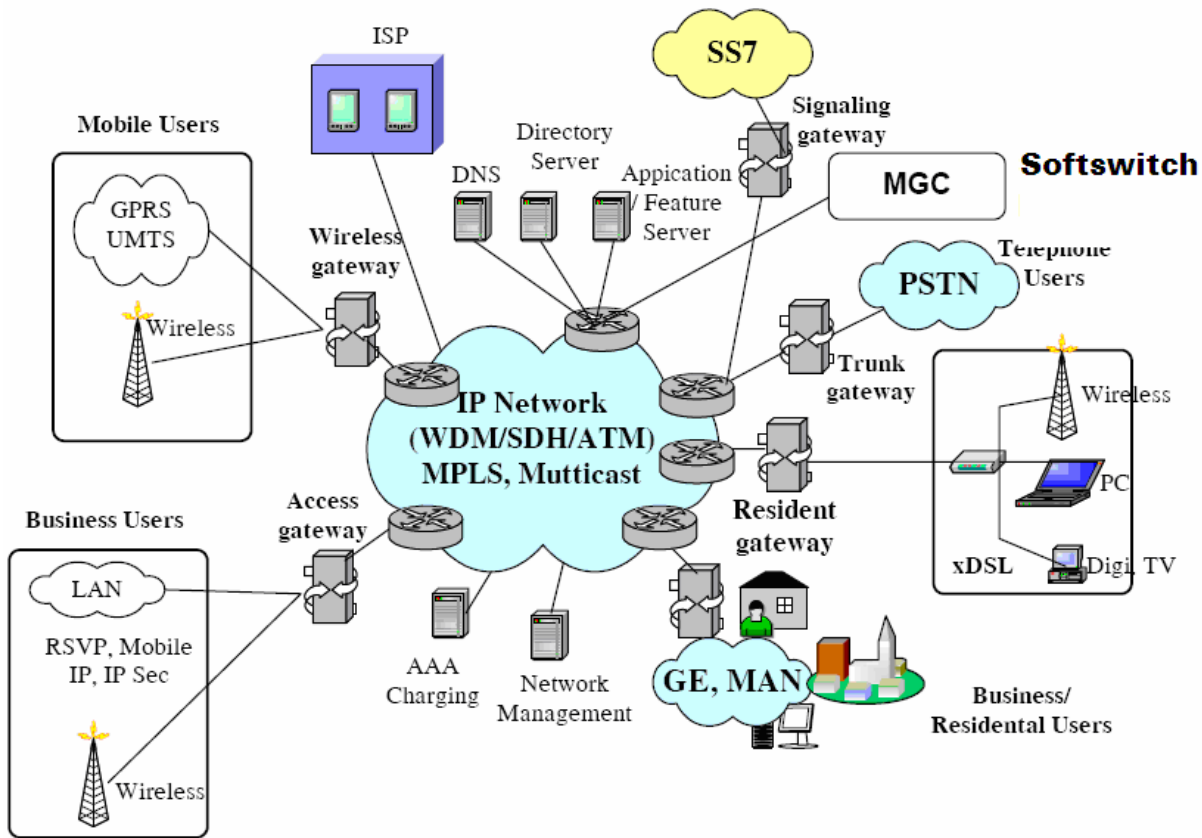 ISP
SS7
Mobile Users
Signaling
gateway
Directory
Server
DNS
Appication
/ Feature
Server
MGC
Softswitch
GPRS
UMTS
Wireless
gateway
Wireless
Telephone
Users
PSTN
Trunk
gateway
IP Network
(WDM/SDH/ATM)
MPLS, Mutticast
Wireless
PC
xDSL
Digi, TV
Resident
gateway
Access
gateway
Business Users
LAN
RSVP, Mobile
IP, IP Sec
Wireless
AAA
Charging
Network
Management
GE, MAN
Business/
Residental Users